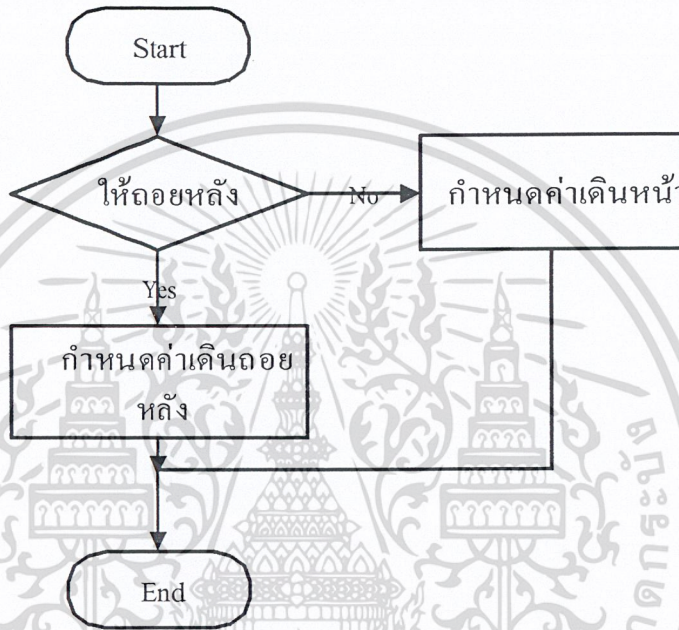 Start
ให้ถอยหลัง
No
กำหนดค่าเดินหน้า
Yes
กำหนดค่าเดินถอย
หลัง
End